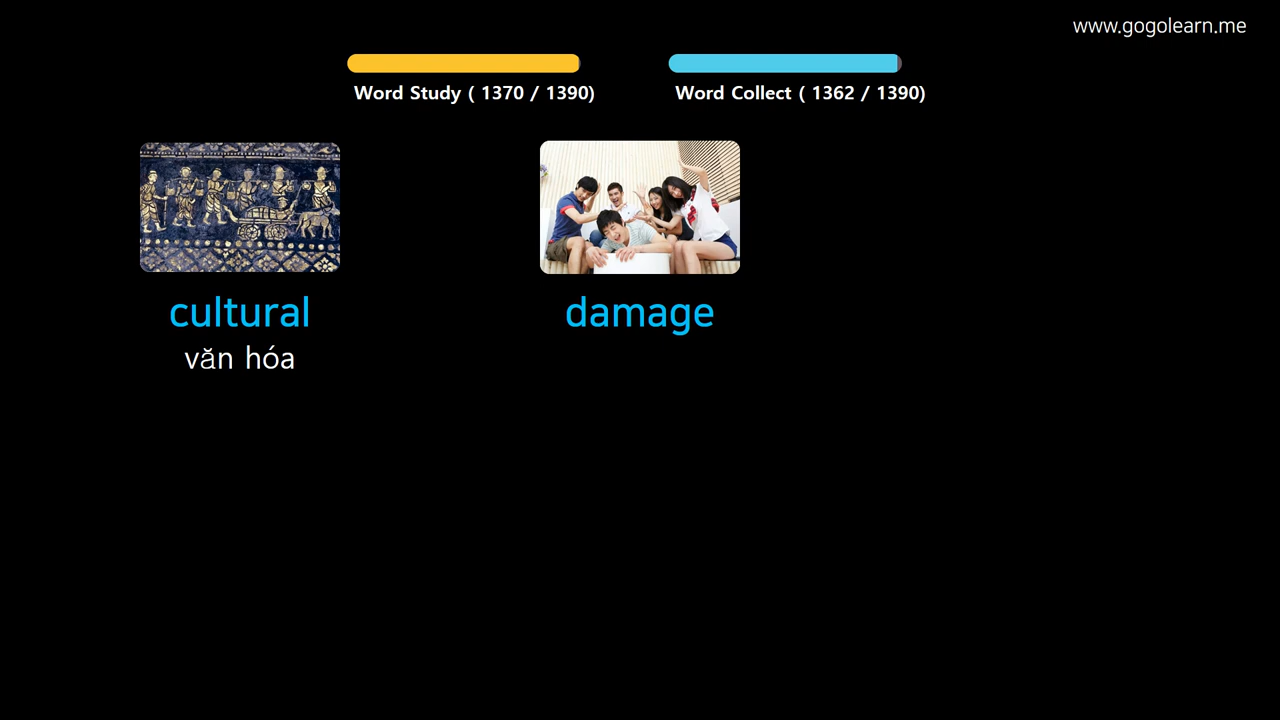 www.gogolearn.me
Word Study ( 1370 / 1390)
Word Collect ( 1362 / 1390)
cultural
văn hóa
damage